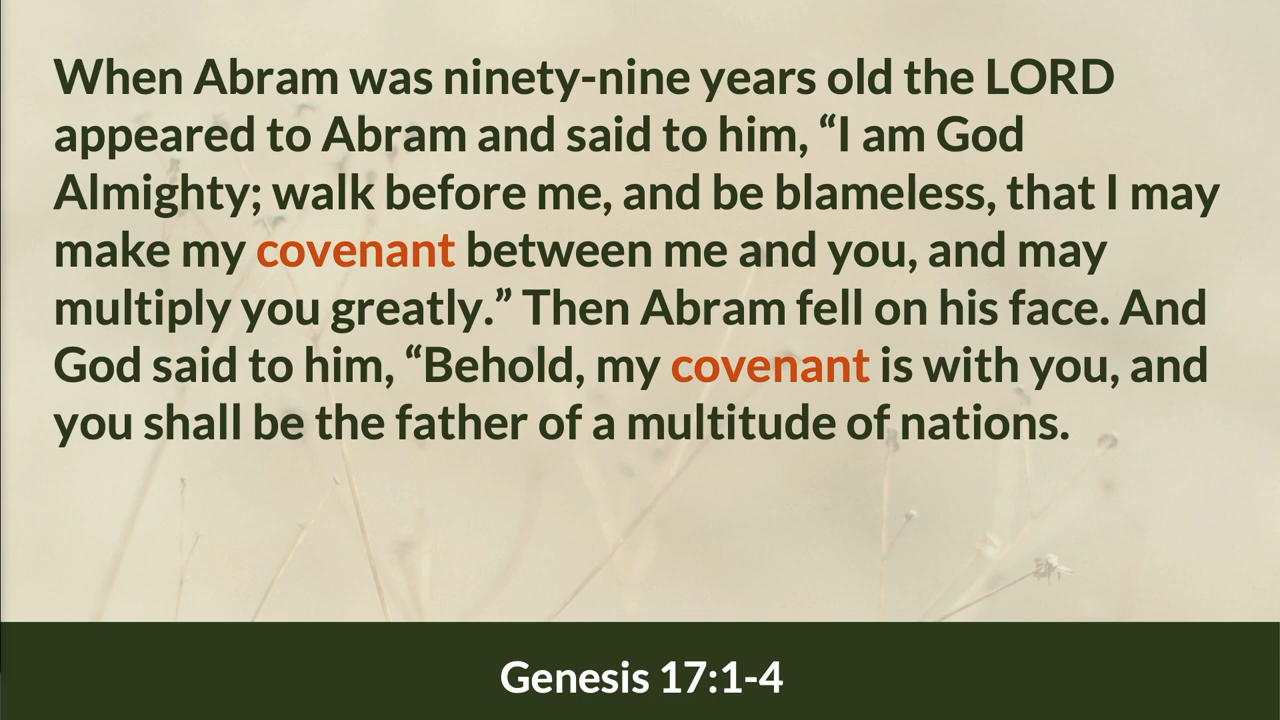 When Abram was ninety-nine years old the LORD
appeared to Abram and said to him, “I am God
Almighty; walk before me, and be blameless, that I may
make my covenant between me and you, and may
multiply you greatly.” Then Abram fell on his face. And
God said to him, “Behold, my covenant is with you, and
you shall be the father of a multitude of nations.
Genesis 17:1-4